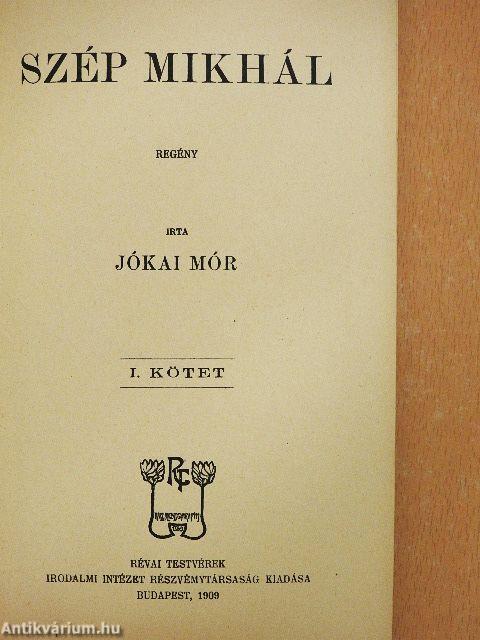 SZÉP MIKHÁL
REGÉNY
IRTA
JÓKAI MÓR
I. KÖTET
RÉVAI TESTVÉREK
IRODALMI INTÉZET RÉSZVÉNYTÁRSASÁG KIADÁSA
BUDAPEST, 1909
Antikvárium.hu